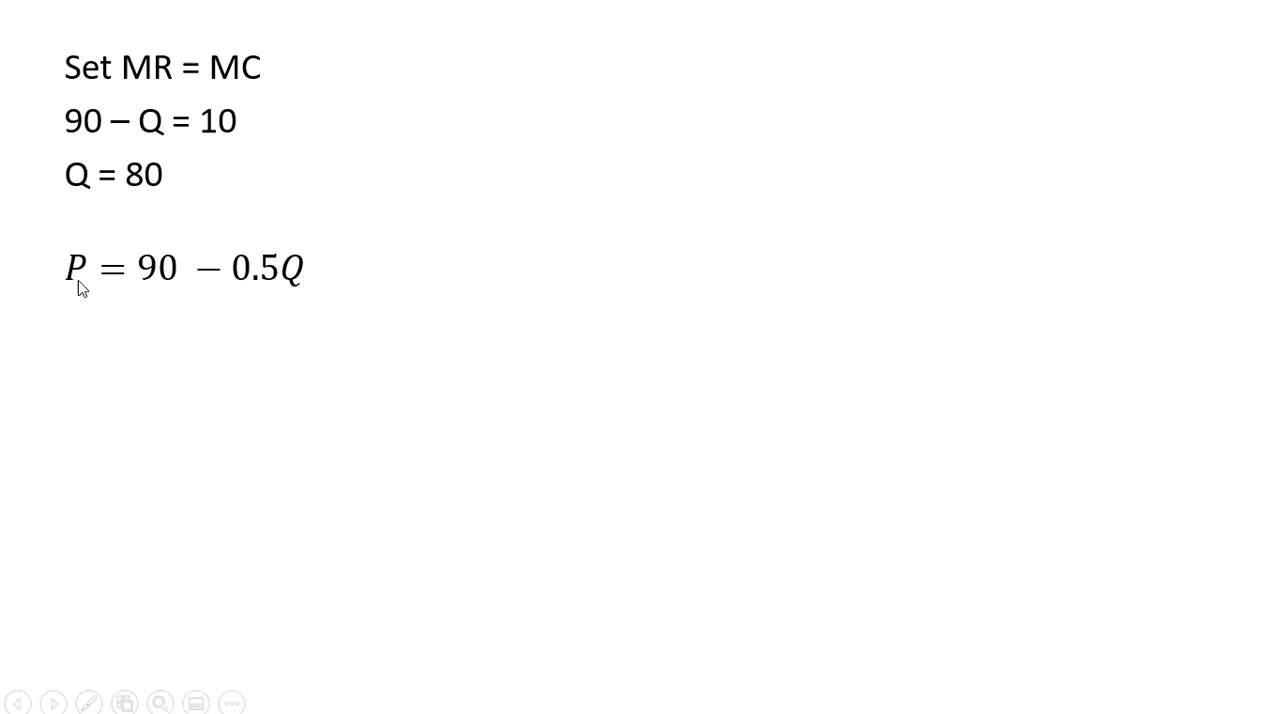 Set MR = MC
90 – Q = 10
Q = 80
P = 90 − 0.5Q